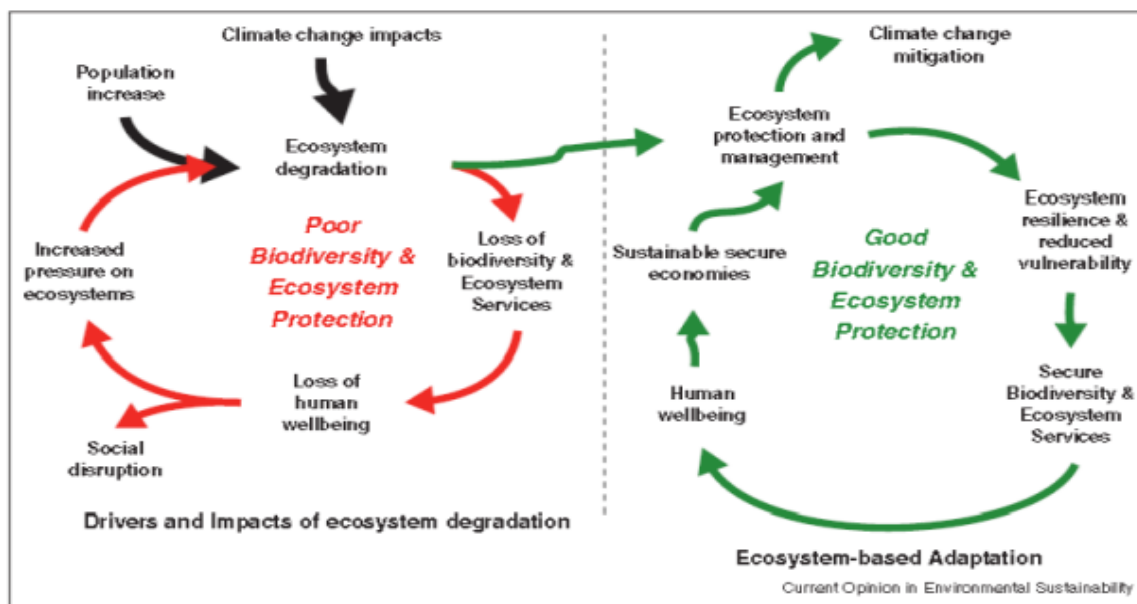 Climate change impacts
Population
increase
Ecosystem
degradation
Increased
pressure on
ecosystems
Poor
Biodiversity &
Ecosystem
Protection
Loss of
biodiversity &
Ecosystem
Services
Loss of
human
wellbeing
Social
disruption
Drivers and Impacts of ecosystem degradation
Climate change
mitigation
Ecosystem
protection and
management
Ecosystem
resilience &
reduced
vulnerability
Sustainable secure
economies
Good
Biodiversity &
Ecosystem
Protection
Human
wellbeing
Secure
Biodiversity &
Ecosystem
Services
Ecosystem-based Adaptation
Current Opinion in Environmental Sustainability